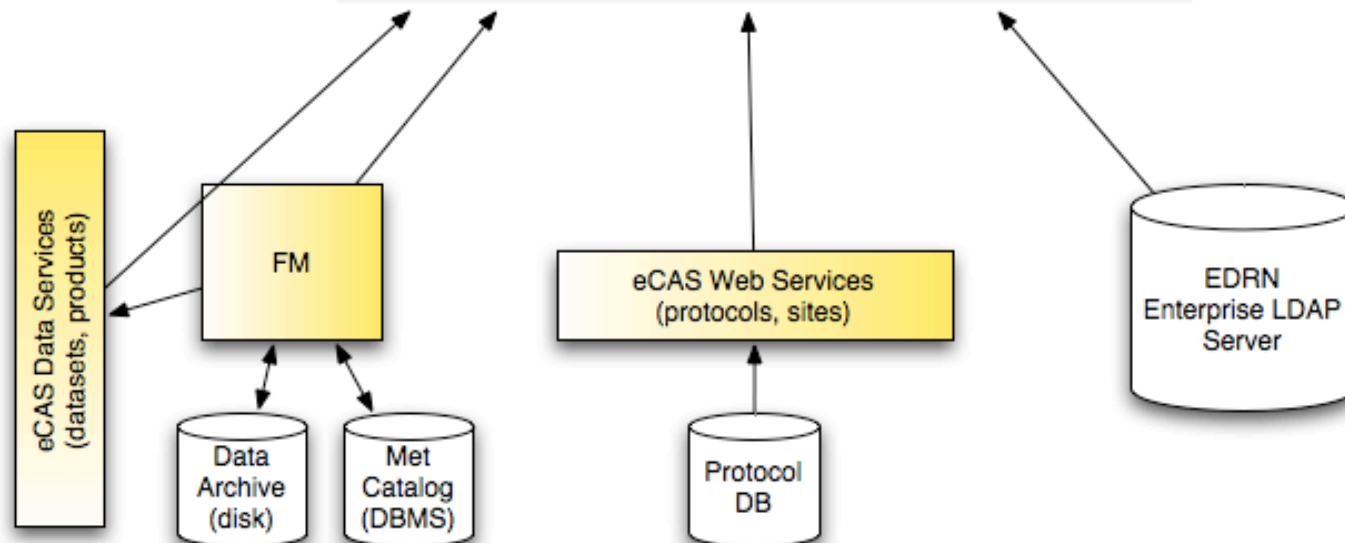 eCAS Data Services
(datasets, products)
FM
eCAS Web Services
(protocols, sites)
EDRN
Enterprise LDAP
Server
Data
Archive
(disk)
Met
Catalog
(DBMS)
Protocol
DB